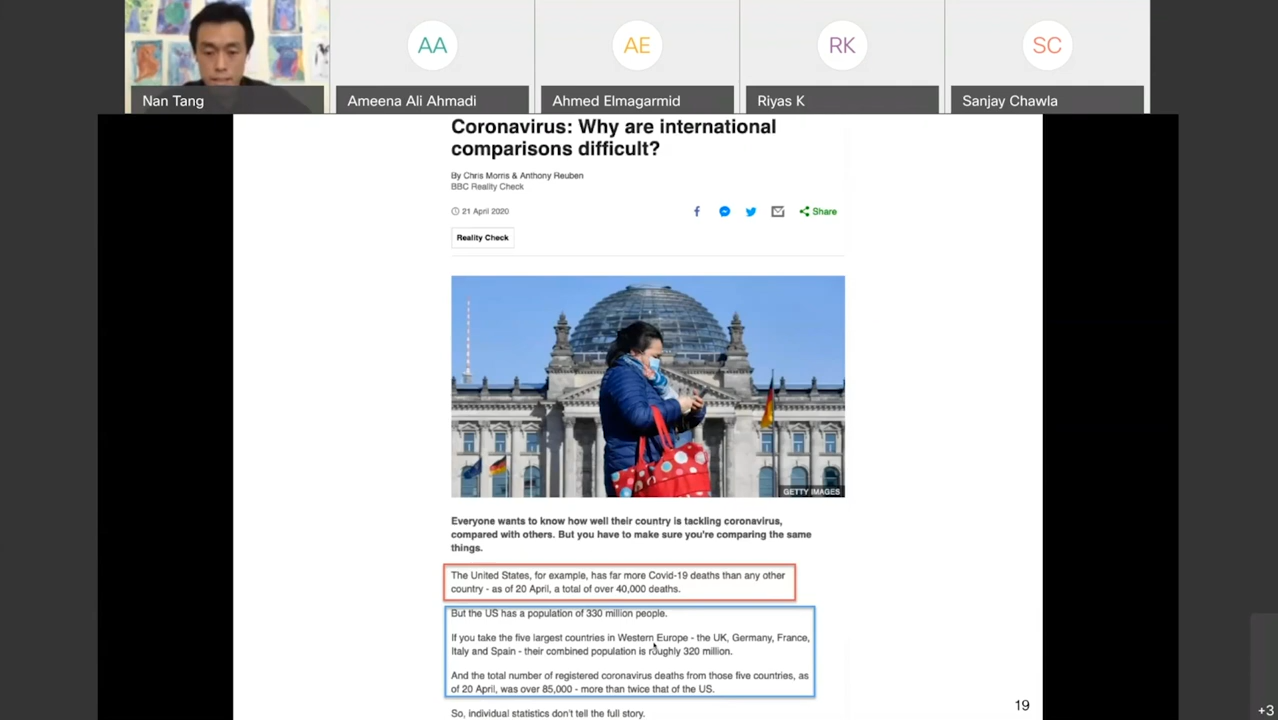 AA
AE
RK
SC
Nan Tang
Ameena Ali Ahmadi
Ahmed Elmagarmid
Riyas K
Sanjay Chawla
Coronavirus: Why are international
comparisons difficult?
By Chris Morris & Anthony Reuben
BBC Reality Check
21 April 2020
Share
Reality Check
GETTY IMAGES
Everyone wants to know how well their country is tackling coronavirus,
compared with others. But you have to make sure you're comparing the same
things.
The United States, for example, has far more Covid-19 deaths than any other
country - as of 20 April, a total of over 40,000 deaths.
But the US has a population of 330 million people.
If you take the five largest countries in Western Europe - the UK, Germany, France,
Italy and Spain - their combined population is roughly 320 million.
And the total number of registered coronavirus deaths from those five countries, as
of 20 April, was over 85,000 - more than twice that of the US.
So, individual statistics don't tell the full story.
19
+3